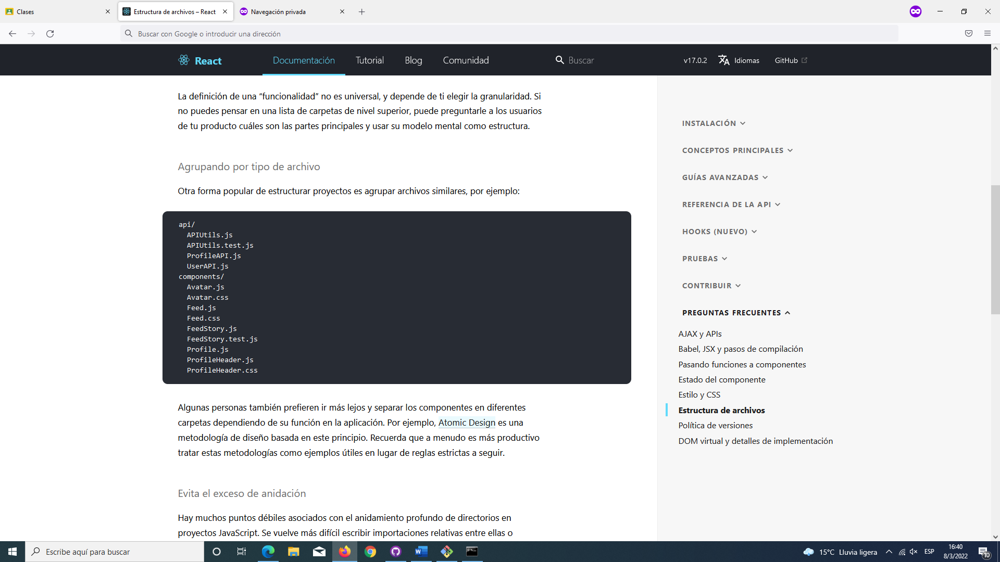 Clases
Estructura de archivos – React
Navegación privada
Buscar con Google o introducir una dirección
React
Documentación
Tutorial
Blog
Comunidad
Buscar
v17.0.2
Idiomas
GitHub
La definición de una “funcionalidad” no es universal, y depende de ti elegir la granularidad. Si
no puedes pensar en una lista de carpetas de nivel superior, puede preguntarle a los usuarios
de tu producto cuáles son las partes principales y usar su modelo mental como estructura.
Agrupando por tipo de archivo
Otra forma popular de estructurar proyectos es agrupar archivos similares, por ejemplo:
api/
APIUtils.js
APIUtils.test.js
ProfileAPI.js
UserAPI.js
components/
Avatar.js
Avatar.css
Feed.js
Feed.css
FeedStory.js
FeedStory.test.js
Profile.js
ProfileHeader.js
ProfileHeader.css
Algunas personas también prefieren ir más lejos y separar los componentes en diferentes
carpetas dependiendo de su función en la aplicación. Por ejemplo, Atomic Design es una
metodología de diseño basada en este principio. Recuerda que a menudo es más productivo
tratar estas metodologías como ejemplos útiles en lugar de reglas estrictas a seguir.
Evita el exceso de anidación
Hay muchos puntos débiles asociados con el anidamiento profundo de directorios en
proyectos JavaScript. Se vuelve más difícil escribir importaciones relativas entre ellas o
INSTALACIÓN
CONCEPTOS PRINCIPALES
GUÍAS AVANZADAS
REFERENCIA DE LA API
HOOKS (NUEVO)
PRUEBAS
CONTRIBUIR
PREGUNTAS FRECUENTES
AJAX y APIs
Babel, JSX y pasos de compilación
Pasando funciones a componentes
Estado del componente
Estilo y CSS
Estructura de archivos
Política de versiones
DOM virtual y detalles de implementación
Escribe aquí para buscar
15°C Lluvia ligera
ESP
16:40
8/3/2022
10